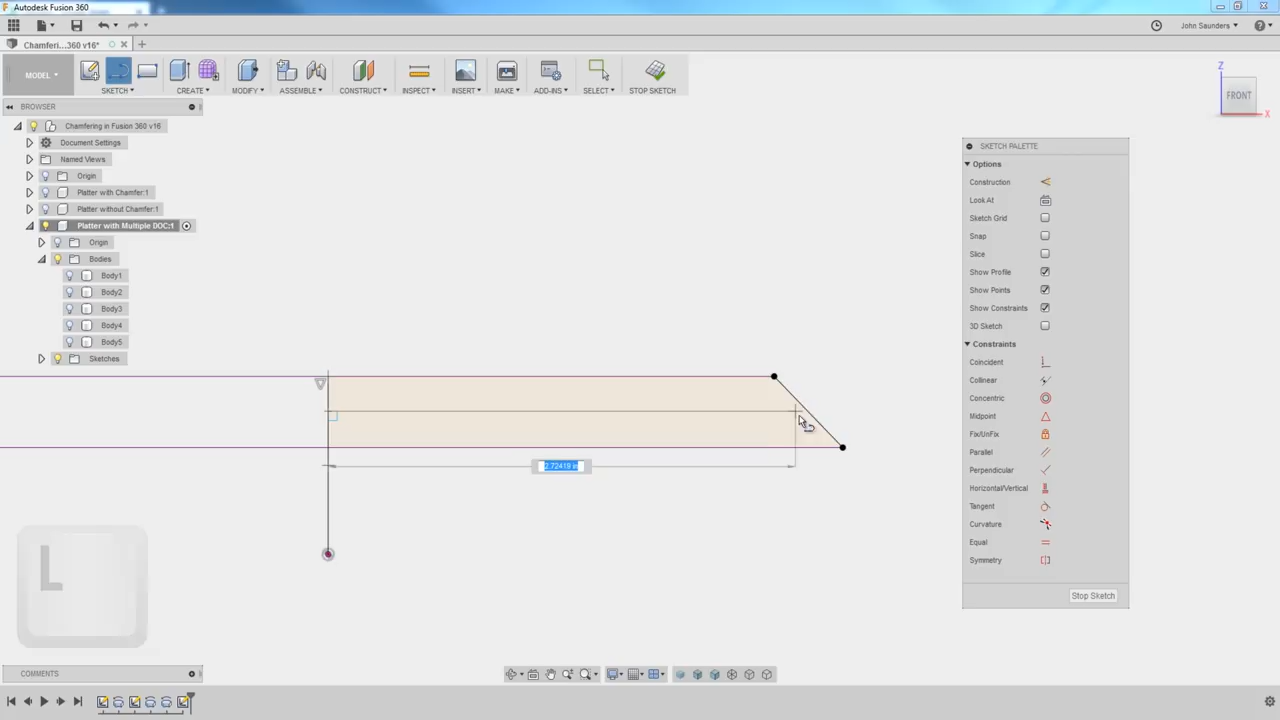 Autodesk Fusion 360
John Saunders
Chamferi...360 v16*
MODEL
SKETCH
CREATE
MODIFY
ASSEMBLE
CONSTRUCT
INSPECT
INSERT
MAKE
ADD-INS
SELECT
STOP SKETCH
Z
FRONT
X
BROWSER
Chamfering in Fusion 360 v16
Document Settings
Named Views
Origin
Platter with Chamfer:1
Platter without Chamfer:1
Platter with Multiple DOC:1
Origin
Bodies
Body1
Body2
Body3
Body4
Body5
Sketches
SKETCH PALETTE
Options
Construction
Look At
Sketch Grid
Snap
Slice
Show Profile
Show Points
Show Constraints
3D Sketch
Constraints
Coincident
Collinear
Concentric
Midpoint
Fix/UnFix
Parallel
Perpendicular
Horizontal/Vertical
Tangent
Curvature
Equal
Symmetry
Stop Sketch
2.72419 in
L
COMMENTS